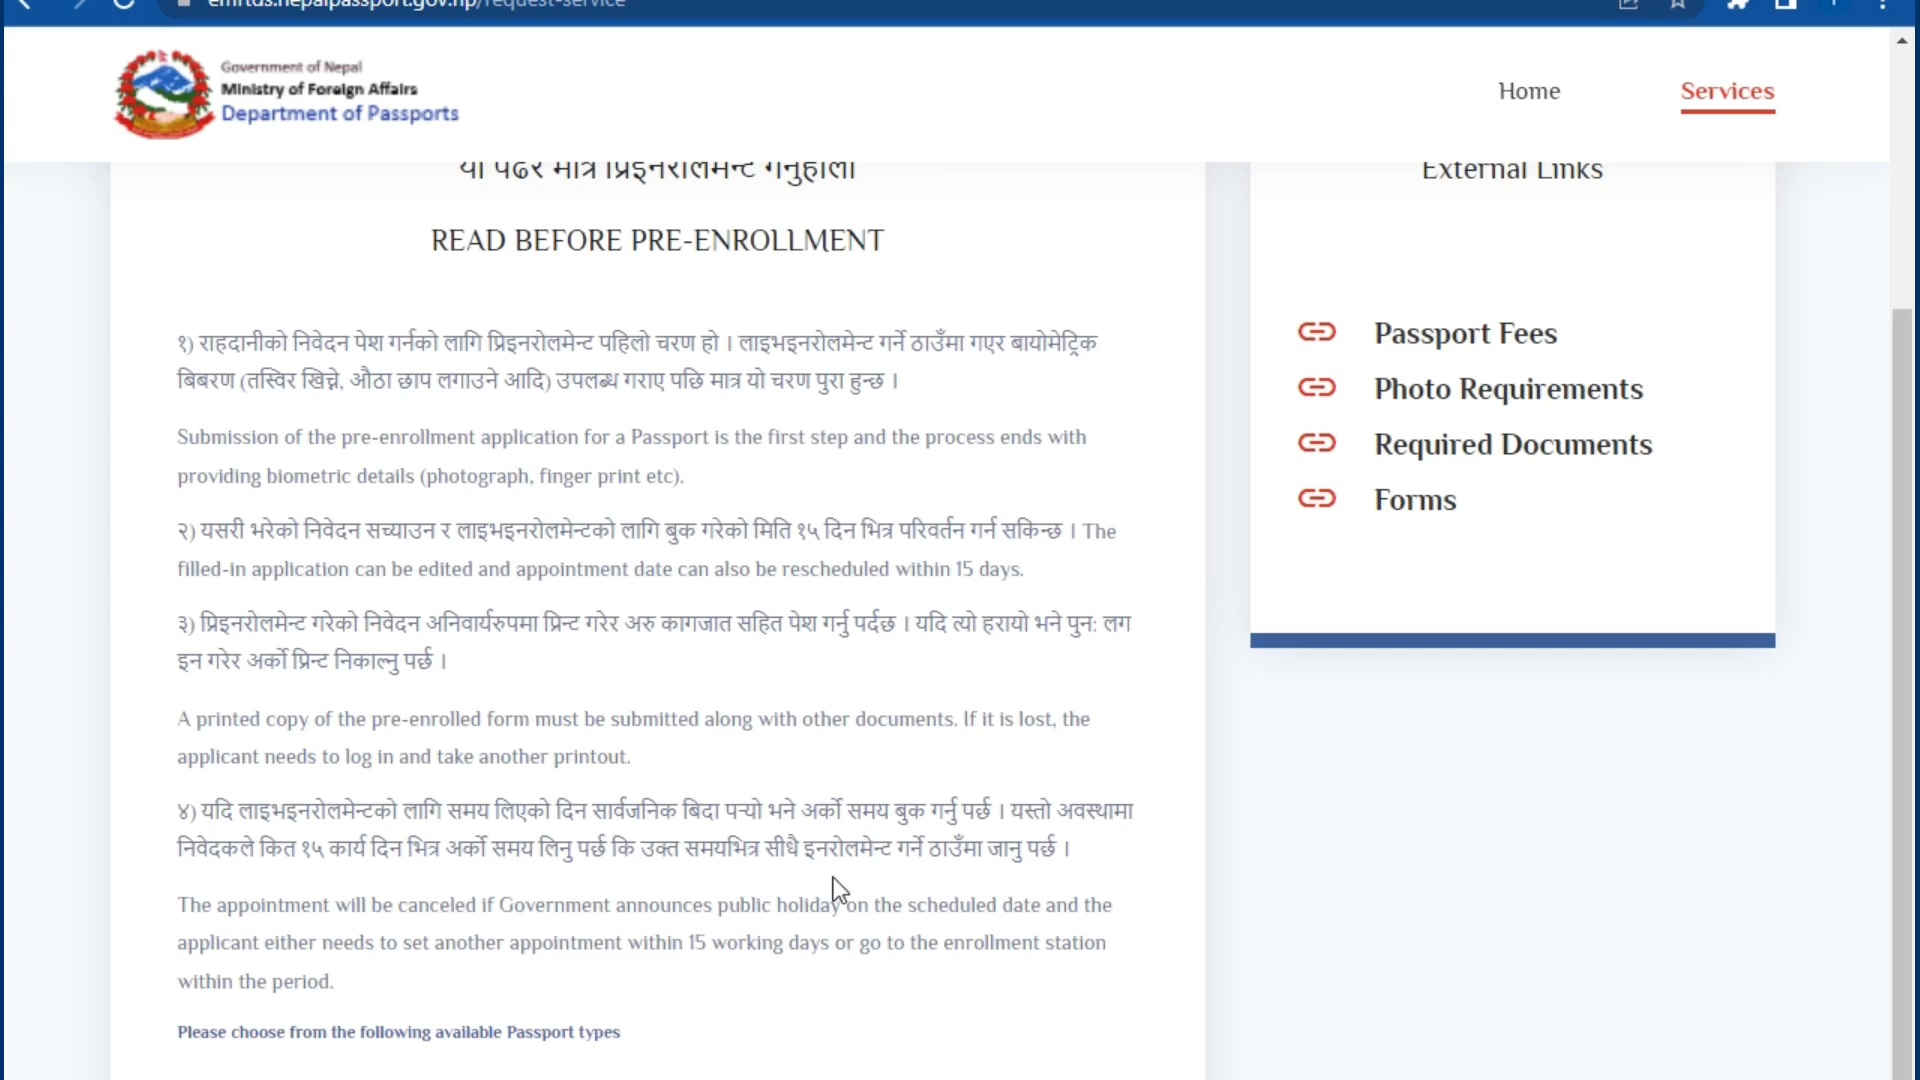 emrtds.nepalpassport.gov.np/request-service
Government of Nepal
Ministry of Foreign Affairs
Department of Passports
Home
Services
यो पढेर मात्र प्रिइनरोलमेन्ट गर्नुहोला
READ BEFORE PRE-ENROLLMENT
१) राहदानीको निवेदन पेश गर्नको लागि प्रिइनरोलमेन्ट पहिलो चरण हो । लाइभइनरोलमेन्ट गर्ने ठाउँमा गएर बायोमेट्रिक
बिबरण (तस्विर खिन्ने, औठा छाप लगाउने आदि) उपलब्ध गराए पछि मात्र यो चरण पुरा हुन्छ ।
Submission of the pre-enrollment application for a Passport is the first step and the process ends with
providing biometric details (photograph, finger print etc).
२) यसरी भरेको निवेदन सच्याउन र लाइभइनरोलमेन्टको लागि बुक गरेको मिति १५ दिन भित्र परिवर्तन गर्न सकिन्छ । The
filled-in application can be edited and appointment date can also be rescheduled within 15 days.
३) प्रिइनरोलमेन्ट गरेको निवेदन अनिवार्यरुपमा प्रिन्ट गरेर अरु कागजात सहित पेश गर्नु पर्दछ । यदि त्यो हरायो भने पुन: लग
इन गरेर अर्को प्रिन्ट निकाल्नु पर्छ ।
A printed copy of the pre-enrolled form must be submitted along with other documents. If it is lost, the
applicant needs to log in and take another printout.
४) यदि लाइभइनरोलमेन्टको लागि समय लिएको दिन सार्वजनिक बिदा पर्‍यो भने अर्को समय बुक गर्नु पर्छ । यस्तो अवस्थामा
निवेदकले कित १५ कार्य दिन भित्र अर्को समय लिनु पर्छ कि उक्त समयभित्र सीधै इनरोलमेन्ट गर्ने ठाउँमा जानु पर्छ ।
The appointment will be canceled if Government announces public holiday on the scheduled date and the
applicant either needs to set another appointment within 15 working days or go to the enrollment station
within the period.
Please choose from the following available Passport types
External Links
Passport Fees
Photo Requirements
Required Documents
Forms